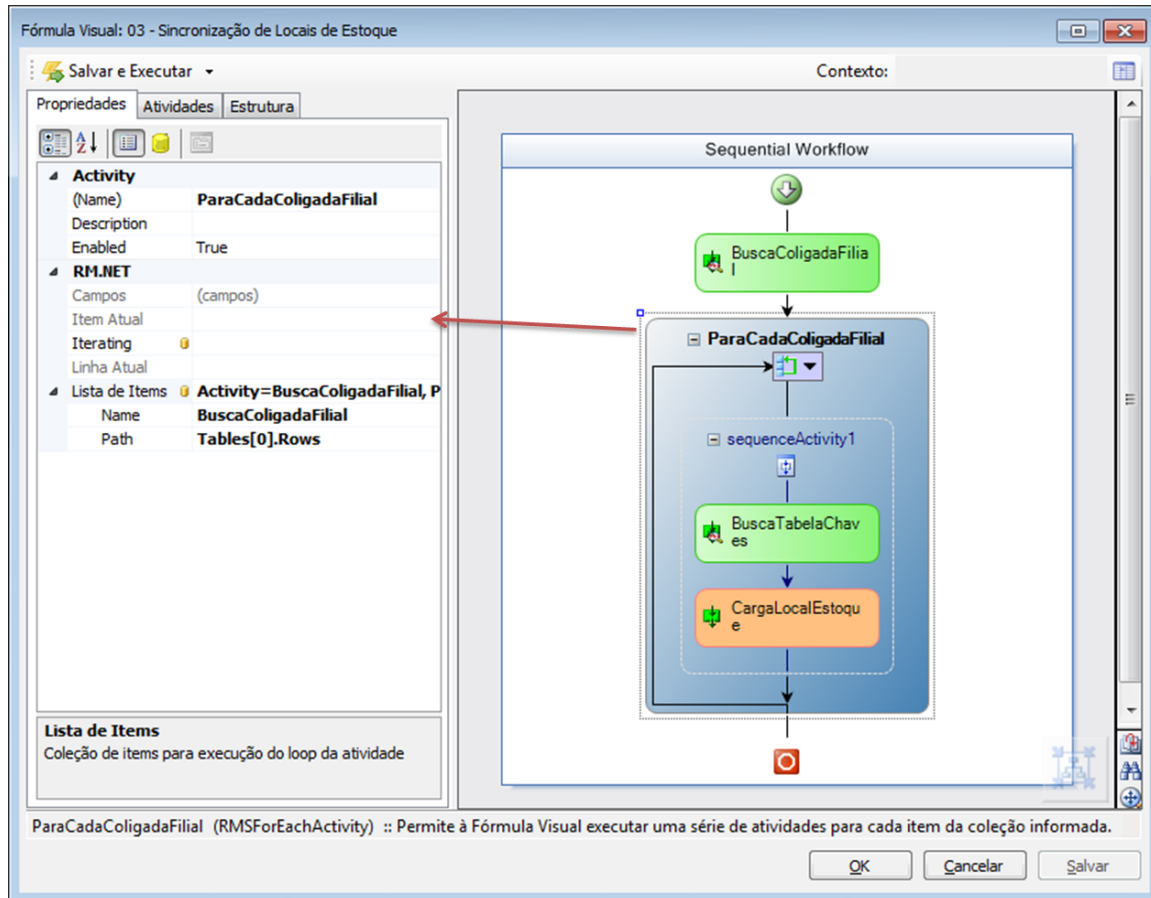 Fórmula Visual: 03 - Sincronização de Locais de Estoque
Salvar e Executar
Contexto:
Propriedades Atividades Estrutura
Activity
(Name) ParaCadaColigadaFilial
Description
Enabled True
RM.NET
Campos (campos)
Item Atual
Iterating
Linha Atual
Lista de Items Activity=BuscaColigadaFilial, P
Name BuscaColigadaFilial
Path Tables[0].Rows
Lista de Items
Coleção de items para execução do loop da atividade
Sequential Workflow
BuscaColigadaFilia
l
ParaCadaColigadaFilial
sequenceActivity1
BuscaTabelaChav
es
CargaLocalEstoqu
e
ParaCadaColigadaFilial (RMSForEachActivity) :: Permite à Fórmula Visual executar uma série de atividades para cada item da coleção informada.
OK Cancelar Salvar